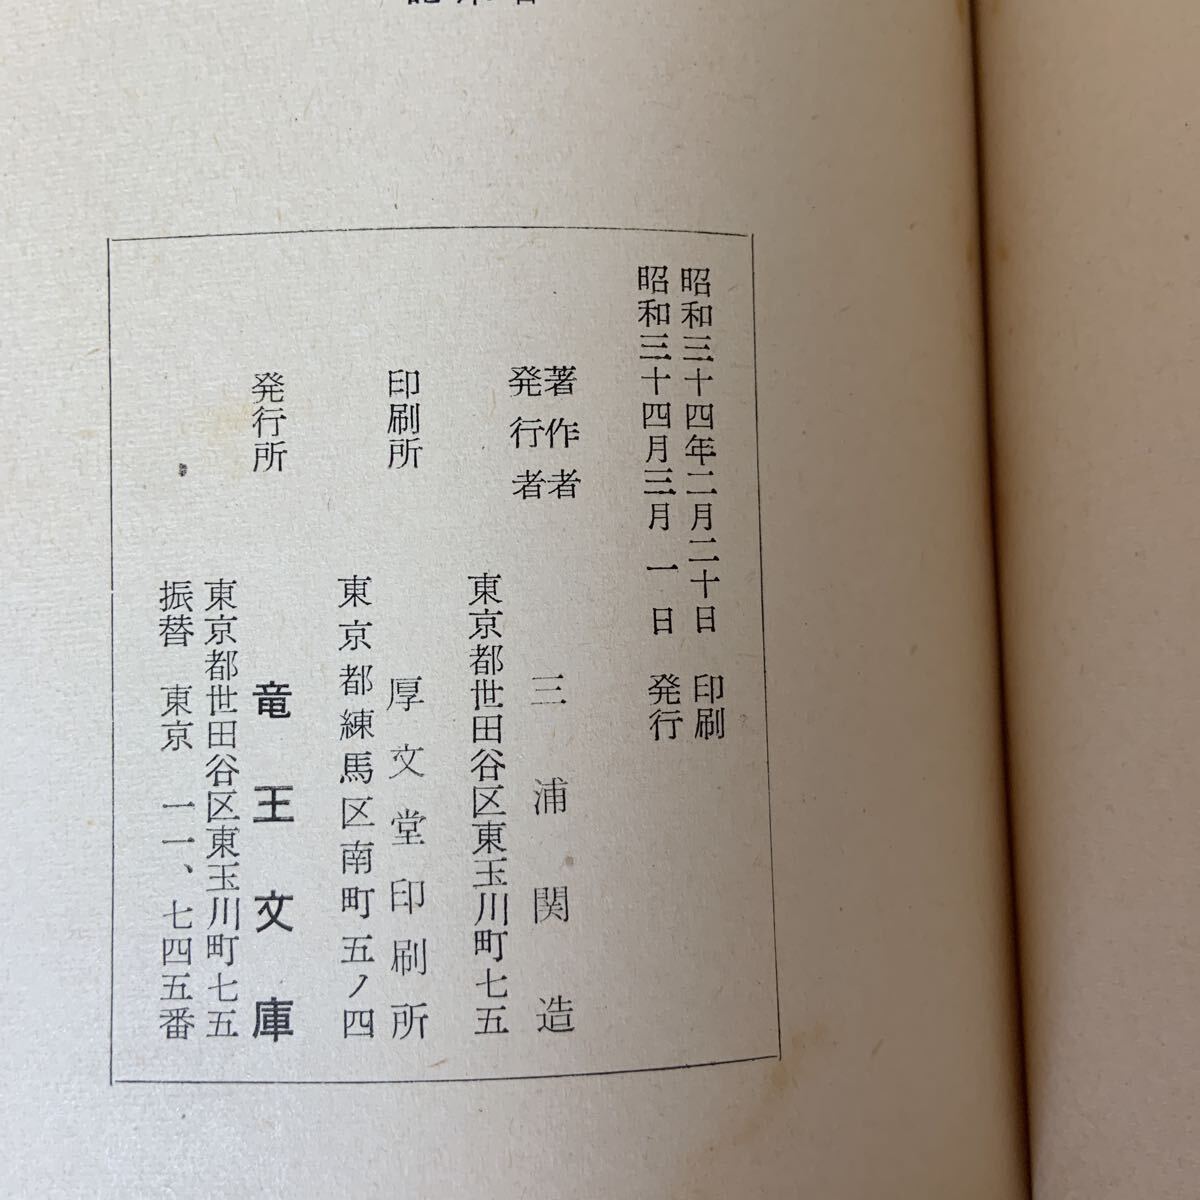 昭和三十四年二月二十日 印刷
昭和三十四月三月一日 発行
著作者
発行者
三浦関造
東京都世田谷区東玉川町七五
印刷所
厚文堂印刷所
東京都練馬区南町五ノ四
発行所
竜王文庫
東京都世田谷区東玉川町七五
振替 東京 一一、七四五番